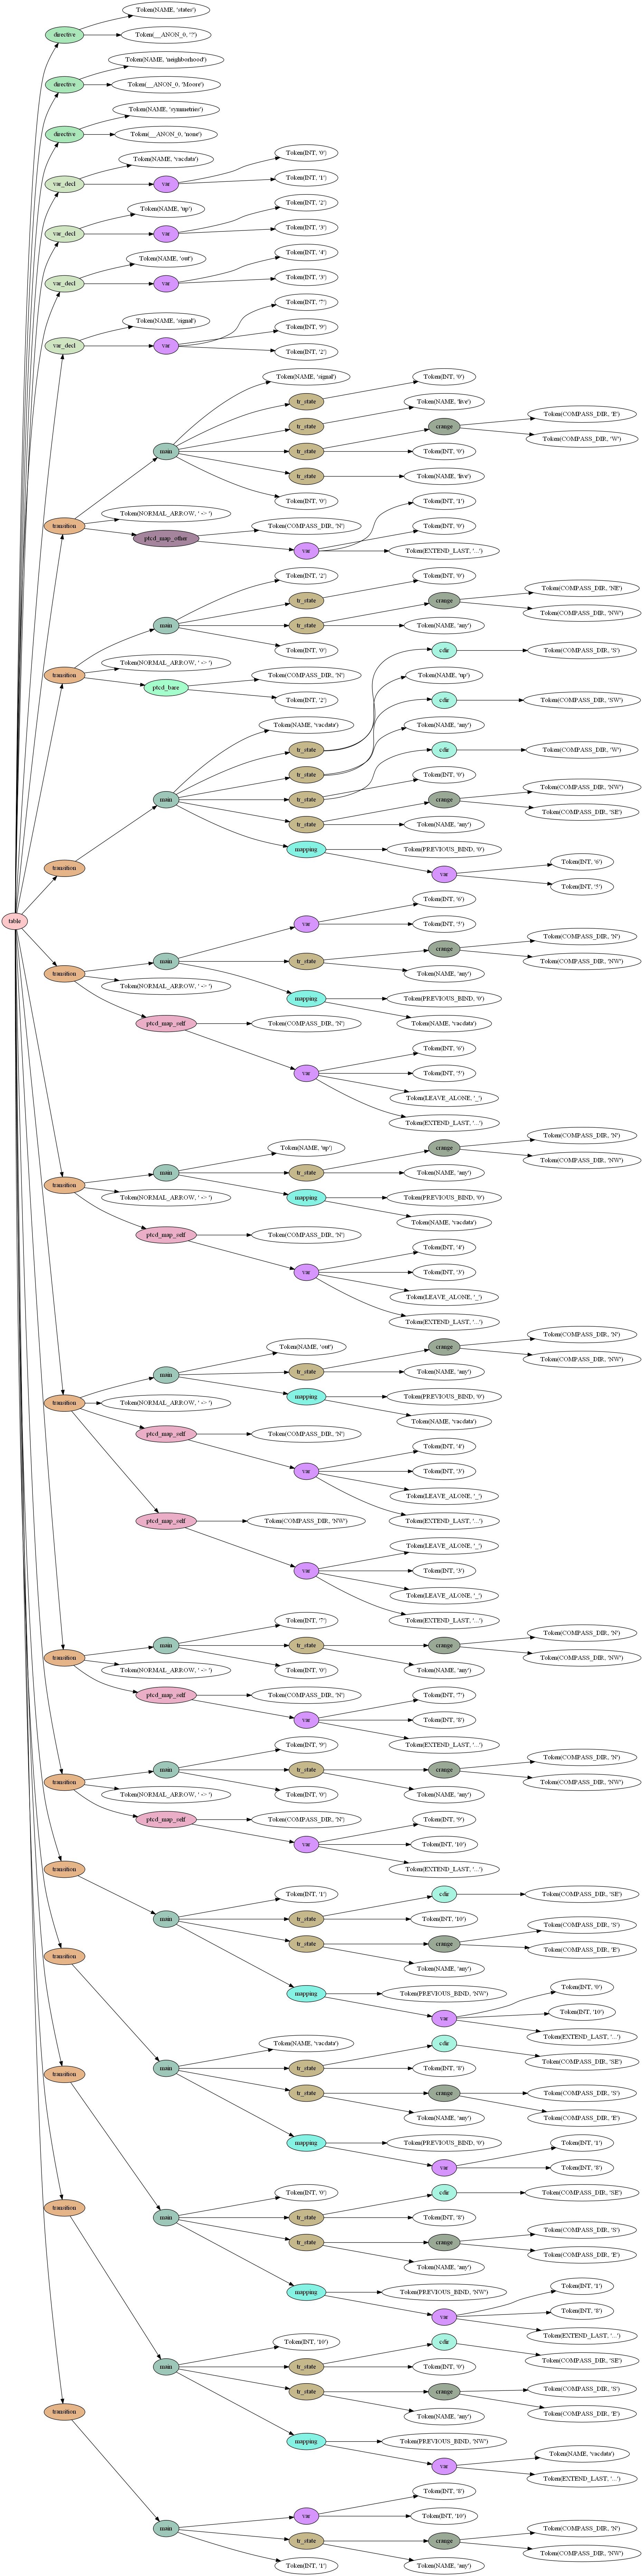 Token(NAME, 'states')
directive
Token(__ANON_0, '?')
Token(NAME, 'neighborhood')
directive
Token(__ANON_0, 'Moore')
Token(NAME, 'symmetries')
directive
Token(__ANON_0, 'none')
Token(NAME, 'vacdata')
var_decl
var
Token(INT, '0')
Token(INT, '1')
Token(NAME, 'up')
var_decl
var
Token(INT, '2')
Token(INT, '3')
Token(NAME, 'out')
var_decl
var
Token(INT, '4')
Token(INT, '3')
Token(NAME, 'signal')
var_decl
var
Token(INT, '7')
Token(INT, '9')
Token(INT, '2')
transition
main
Token(NAME, 'signal')
tr_state
Token(INT, '0')
tr_state
Token(NAME, 'live')
tr_state
crange
Token(COMPASS_DIR, 'E')
Token(COMPASS_DIR, 'W')
Token(INT, '0')
tr_state
Token(NAME, 'live')
Token(INT, '0')
Token(NORMAL_ARROW, ' -> ')
ptcd_map_other
Token(COMPASS_DIR, 'N')
var
Token(INT, '1')
Token(INT, '0')
Token(EXTEND_LAST, '...')
transition
main
Token(INT, '2')
tr_state
Token(INT, '0')
tr_state
crange
Token(COMPASS_DIR, 'NE')
Token(COMPASS_DIR, 'NW')
Token(NAME, 'any')
Token(INT, '0')
Token(NORMAL_ARROW, ' -> ')
ptcd_bare
Token(COMPASS_DIR, 'N')
Token(INT, '2')
transition
main
Token(NAME, 'vacdata')
tr_state
cdir
Token(COMPASS_DIR, 'S')
Token(NAME, 'up')
tr_state
cdir
Token(COMPASS_DIR, 'SW')
Token(NAME, 'any')
tr_state
cdir
Token(COMPASS_DIR, 'W')
Token(INT, '0')
tr_state
crange
Token(COMPASS_DIR, 'NW')
Token(COMPASS_DIR, 'SE')
Token(NAME, 'any')
mapping
Token(PREVIOUS_BIND, '0')
var
Token(INT, '6')
Token(INT, '5')
table
transition
main
var
Token(INT, '6')
Token(INT, '5')
tr_state
crange
Token(COMPASS_DIR, 'N')
Token(COMPASS_DIR, 'NW')
Token(NAME, 'any')
mapping
Token(PREVIOUS_BIND, '0')
Token(NAME, 'vacdata')
Token(NORMAL_ARROW, ' -> ')
ptcd_map_self
Token(COMPASS_DIR, 'N')
var
Token(INT, '6')
Token(INT, '5')
Token(LEAVE_ALONE, '_')
Token(EXTEND_LAST, '...')
transition
main
Token(NAME, 'up')
tr_state
crange
Token(COMPASS_DIR, 'N')
Token(COMPASS_DIR, 'NW')
Token(NAME, 'any')
mapping
Token(PREVIOUS_BIND, '0')
Token(NAME, 'vacdata')
Token(NORMAL_ARROW, ' -> ')
ptcd_map_self
Token(COMPASS_DIR, 'N')
var
Token(INT, '4')
Token(INT, '3')
Token(LEAVE_ALONE, '_')
Token(EXTEND_LAST, '...')
transition
main
Token(NAME, 'out')
tr_state
crange
Token(COMPASS_DIR, 'N')
Token(COMPASS_DIR, 'NW')
Token(NAME, 'any')
mapping
Token(PREVIOUS_BIND, '0')
Token(NAME, 'vacdata')
Token(NORMAL_ARROW, ' -> ')
ptcd_map_self
Token(COMPASS_DIR, 'N')
var
Token(INT, '4')
Token(INT, '3')
Token(LEAVE_ALONE, '_')
Token(EXTEND_LAST, '...')
ptcd_map_self
Token(COMPASS_DIR, 'NW')
var
Token(LEAVE_ALONE, '_')
Token(INT, '3')
Token(LEAVE_ALONE, '_')
Token(EXTEND_LAST, '...')
transition
main
Token(INT, '7')
tr_state
crange
Token(COMPASS_DIR, 'N')
Token(COMPASS_DIR, 'NW')
Token(NAME, 'any')
Token(INT, '0')
Token(NORMAL_ARROW, ' -> ')
ptcd_map_self
Token(COMPASS_DIR, 'N')
var
Token(INT, '7')
Token(INT, '8')
Token(EXTEND_LAST, '...')
transition
main
Token(INT, '9')
tr_state
crange
Token(COMPASS_DIR, 'N')
Token(COMPASS_DIR, 'NW')
Token(NAME, 'any')
Token(INT, '0')
Token(NORMAL_ARROW, ' -> ')
ptcd_map_self
Token(COMPASS_DIR, 'N')
var
Token(INT, '9')
Token(INT, '10')
Token(EXTEND_LAST, '...')
transition
main
Token(INT, '1')
tr_state
cdir
Token(COMPASS_DIR, 'SE')
Token(INT, '10')
tr_state
crange
Token(COMPASS_DIR, 'S')
Token(COMPASS_DIR, 'E')
Token(NAME, 'any')
mapping
Token(PREVIOUS_BIND, 'NW')
var
Token(INT, '0')
Token(INT, '10')
Token(EXTEND_LAST, '...')
transition
main
Token(NAME, 'vacdata')
tr_state
cdir
Token(COMPASS_DIR, 'SE')
Token(INT, '8')
tr_state
crange
Token(COMPASS_DIR, 'S')
Token(COMPASS_DIR, 'E')
Token(NAME, 'any')
mapping
Token(PREVIOUS_BIND, '0')
var
Token(INT, '1')
Token(INT, '8')
transition
main
Token(INT, '0')
tr_state
cdir
Token(COMPASS_DIR, 'SE')
Token(INT, '8')
tr_state
crange
Token(COMPASS_DIR, 'S')
Token(COMPASS_DIR, 'E')
Token(NAME, 'any')
mapping
Token(PREVIOUS_BIND, 'NW')
var
Token(INT, '1')
Token(INT, '8')
Token(EXTEND_LAST, '...')
transition
main
Token(INT, '10')
tr_state
cdir
Token(COMPASS_DIR, 'SE')
Token(INT, '0')
tr_state
crange
Token(COMPASS_DIR, 'S')
Token(COMPASS_DIR, 'E')
Token(NAME, 'any')
mapping
Token(PREVIOUS_BIND, 'NW')
var
Token(NAME, 'vacdata')
Token(EXTEND_LAST, '...')
transition
main
var
Token(INT, '8')
Token(INT, '10')
tr_state
crange
Token(COMPASS_DIR, 'N')
Token(COMPASS_DIR, 'NW')
Token(NAME, 'any')
Token(INT, '1')